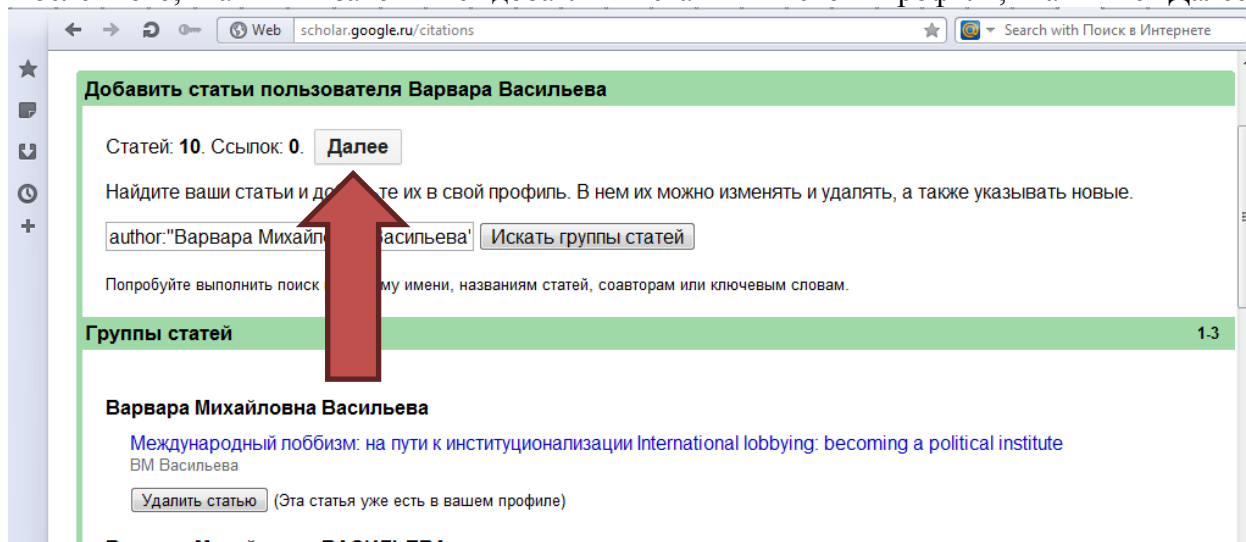 Web scholar.google.ru/citations Search with Поиск в Интернете
Добавить статьи пользователя Варвара Васильева
Статей: 10. Ссылок: 0. Далее
Найдите ваши статьи и те их в свой профиль. В нем их можно изменять и удалять, а также указывать новые.
author:"Варвара Васильева" Искать группы статей
Попробуйте выполнить поиск имени, названиям статей, соавторам или ключевым словам.
Группы статей 1-3
Варвара Михайловна Васильева
Международный лоббизм: на пути к институционализации International lobbying: becoming a political institute
ВМ Васильева
Удалить статью (Эта статья уже есть в вашем профиле)